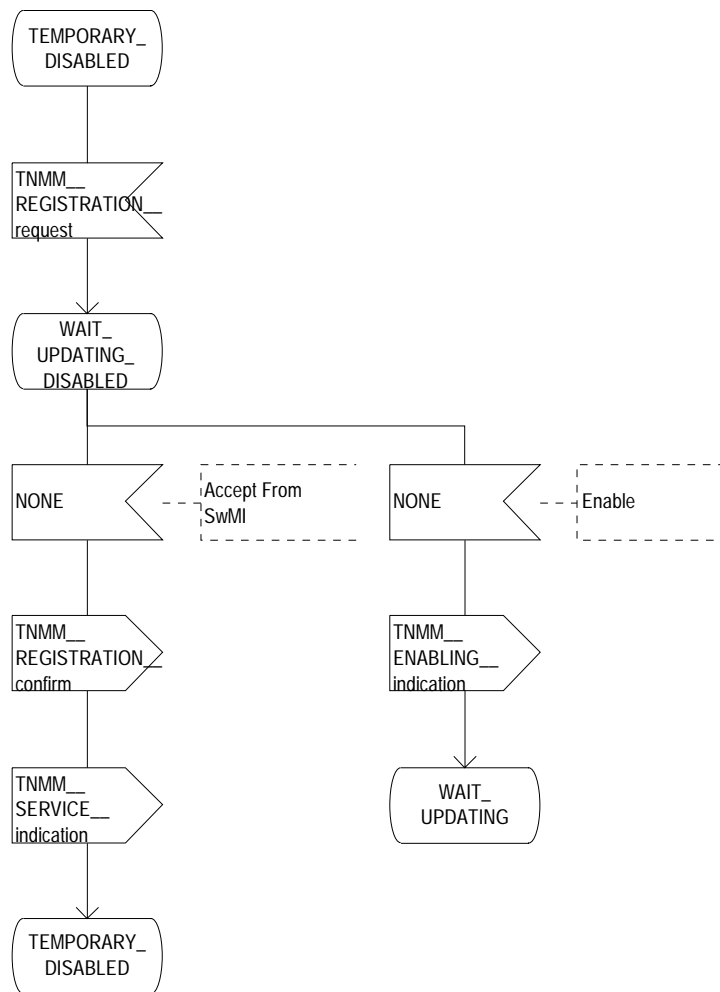 TEMPORARY_
DISABLED
TNMM__
REGISTRATION__
request
WAIT_
UPDATING_
DISABLED
NONE
Accept From
SwMI
NONE
Enable
TNMM__
REGISTRATION__
confirm
TNMM__
ENABLING__
indication
TNMM__
SERVICE__
indication
WAIT_
UPDATING
TEMPORARY_
DISABLED